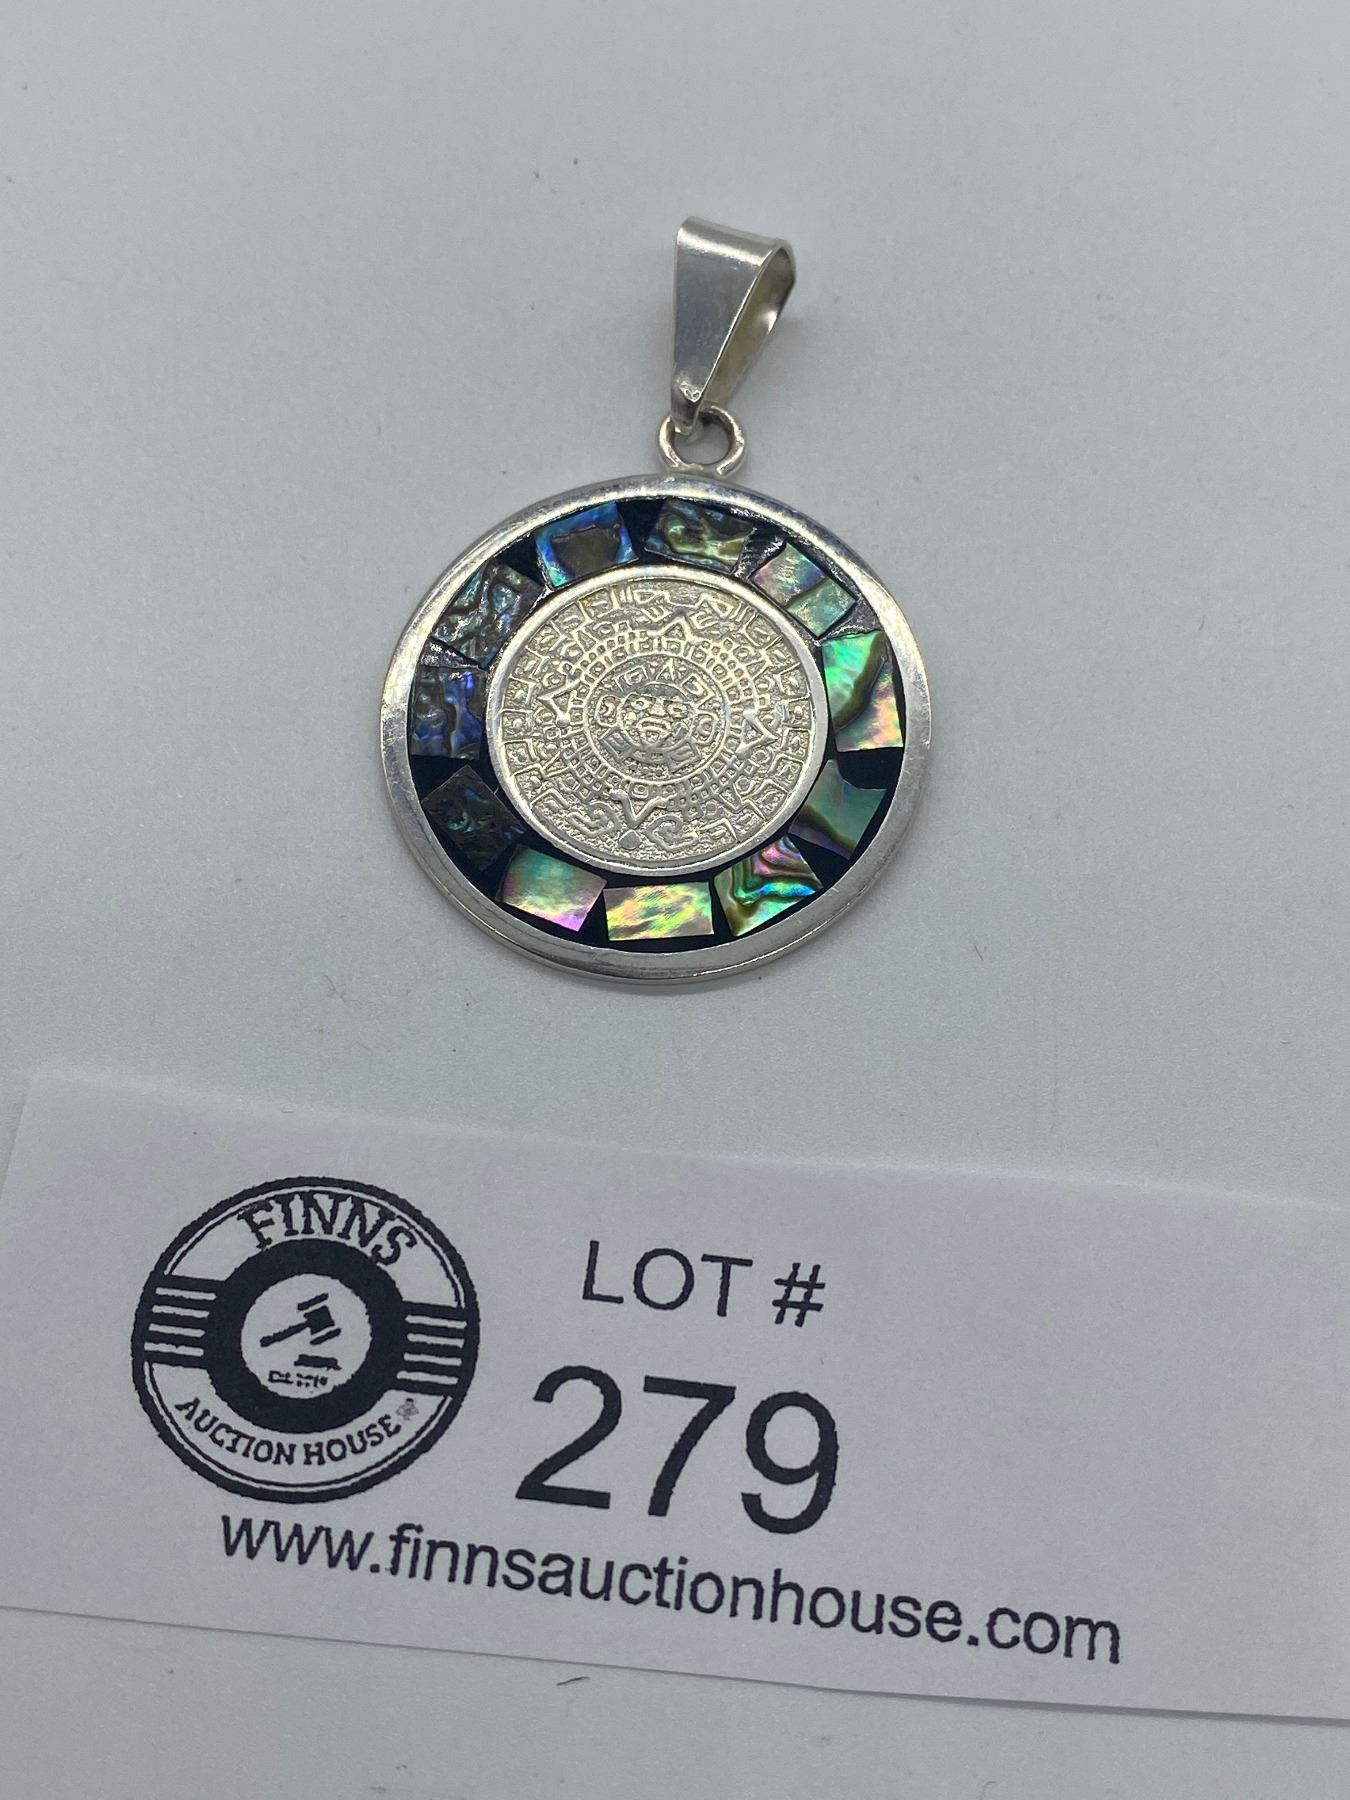 FINNS
AUCTION HOUSE
LOT #
279
www.finnsauctionhouse.com